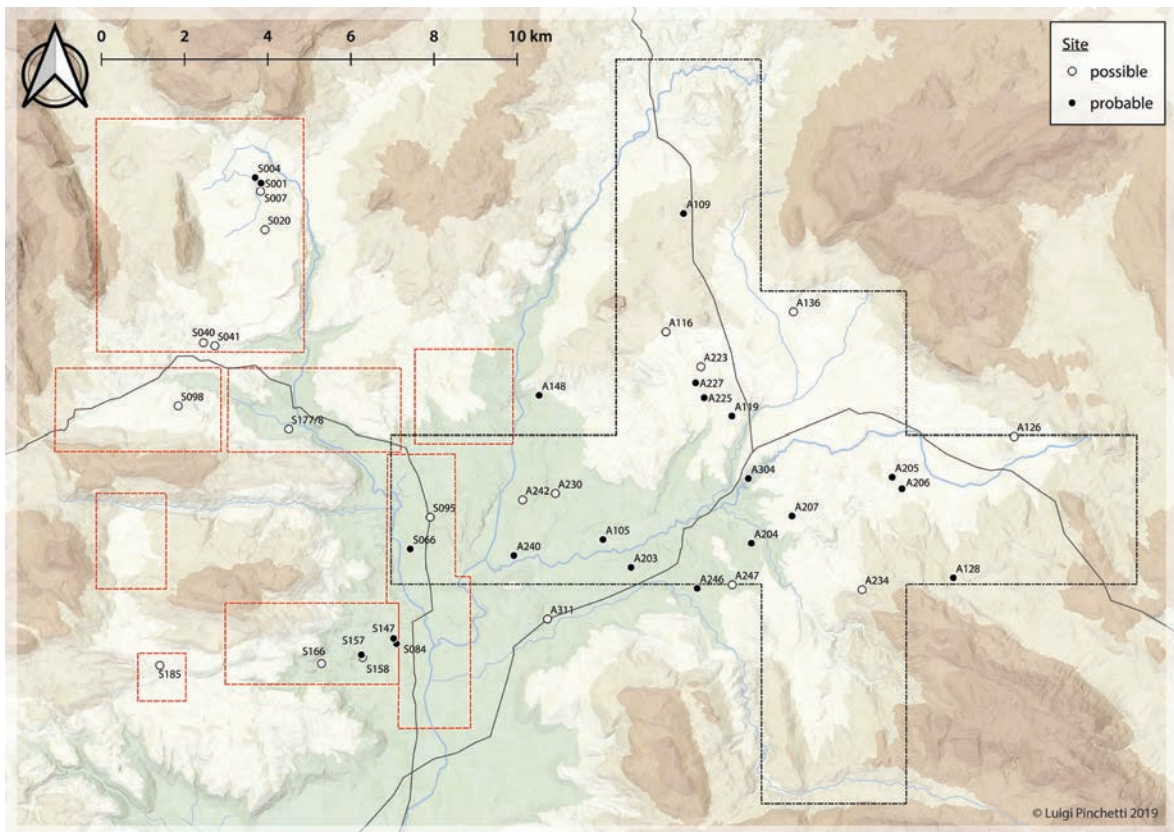 0 2 4 6 8 10 km
Site
possible
probable
S004
S001
S007
S020
A109
A136
A116
S040
S041
A223
A227
A148
A225
S098
A119
S177/8
A126
A304
A205
A206
A242
A230
S095
A207
A105
A204
S066
A240
A203
A128
A246
A247
A234
A311
S147
S084
S157
S158
S166
S185
© Luigi Pinchetti 2019